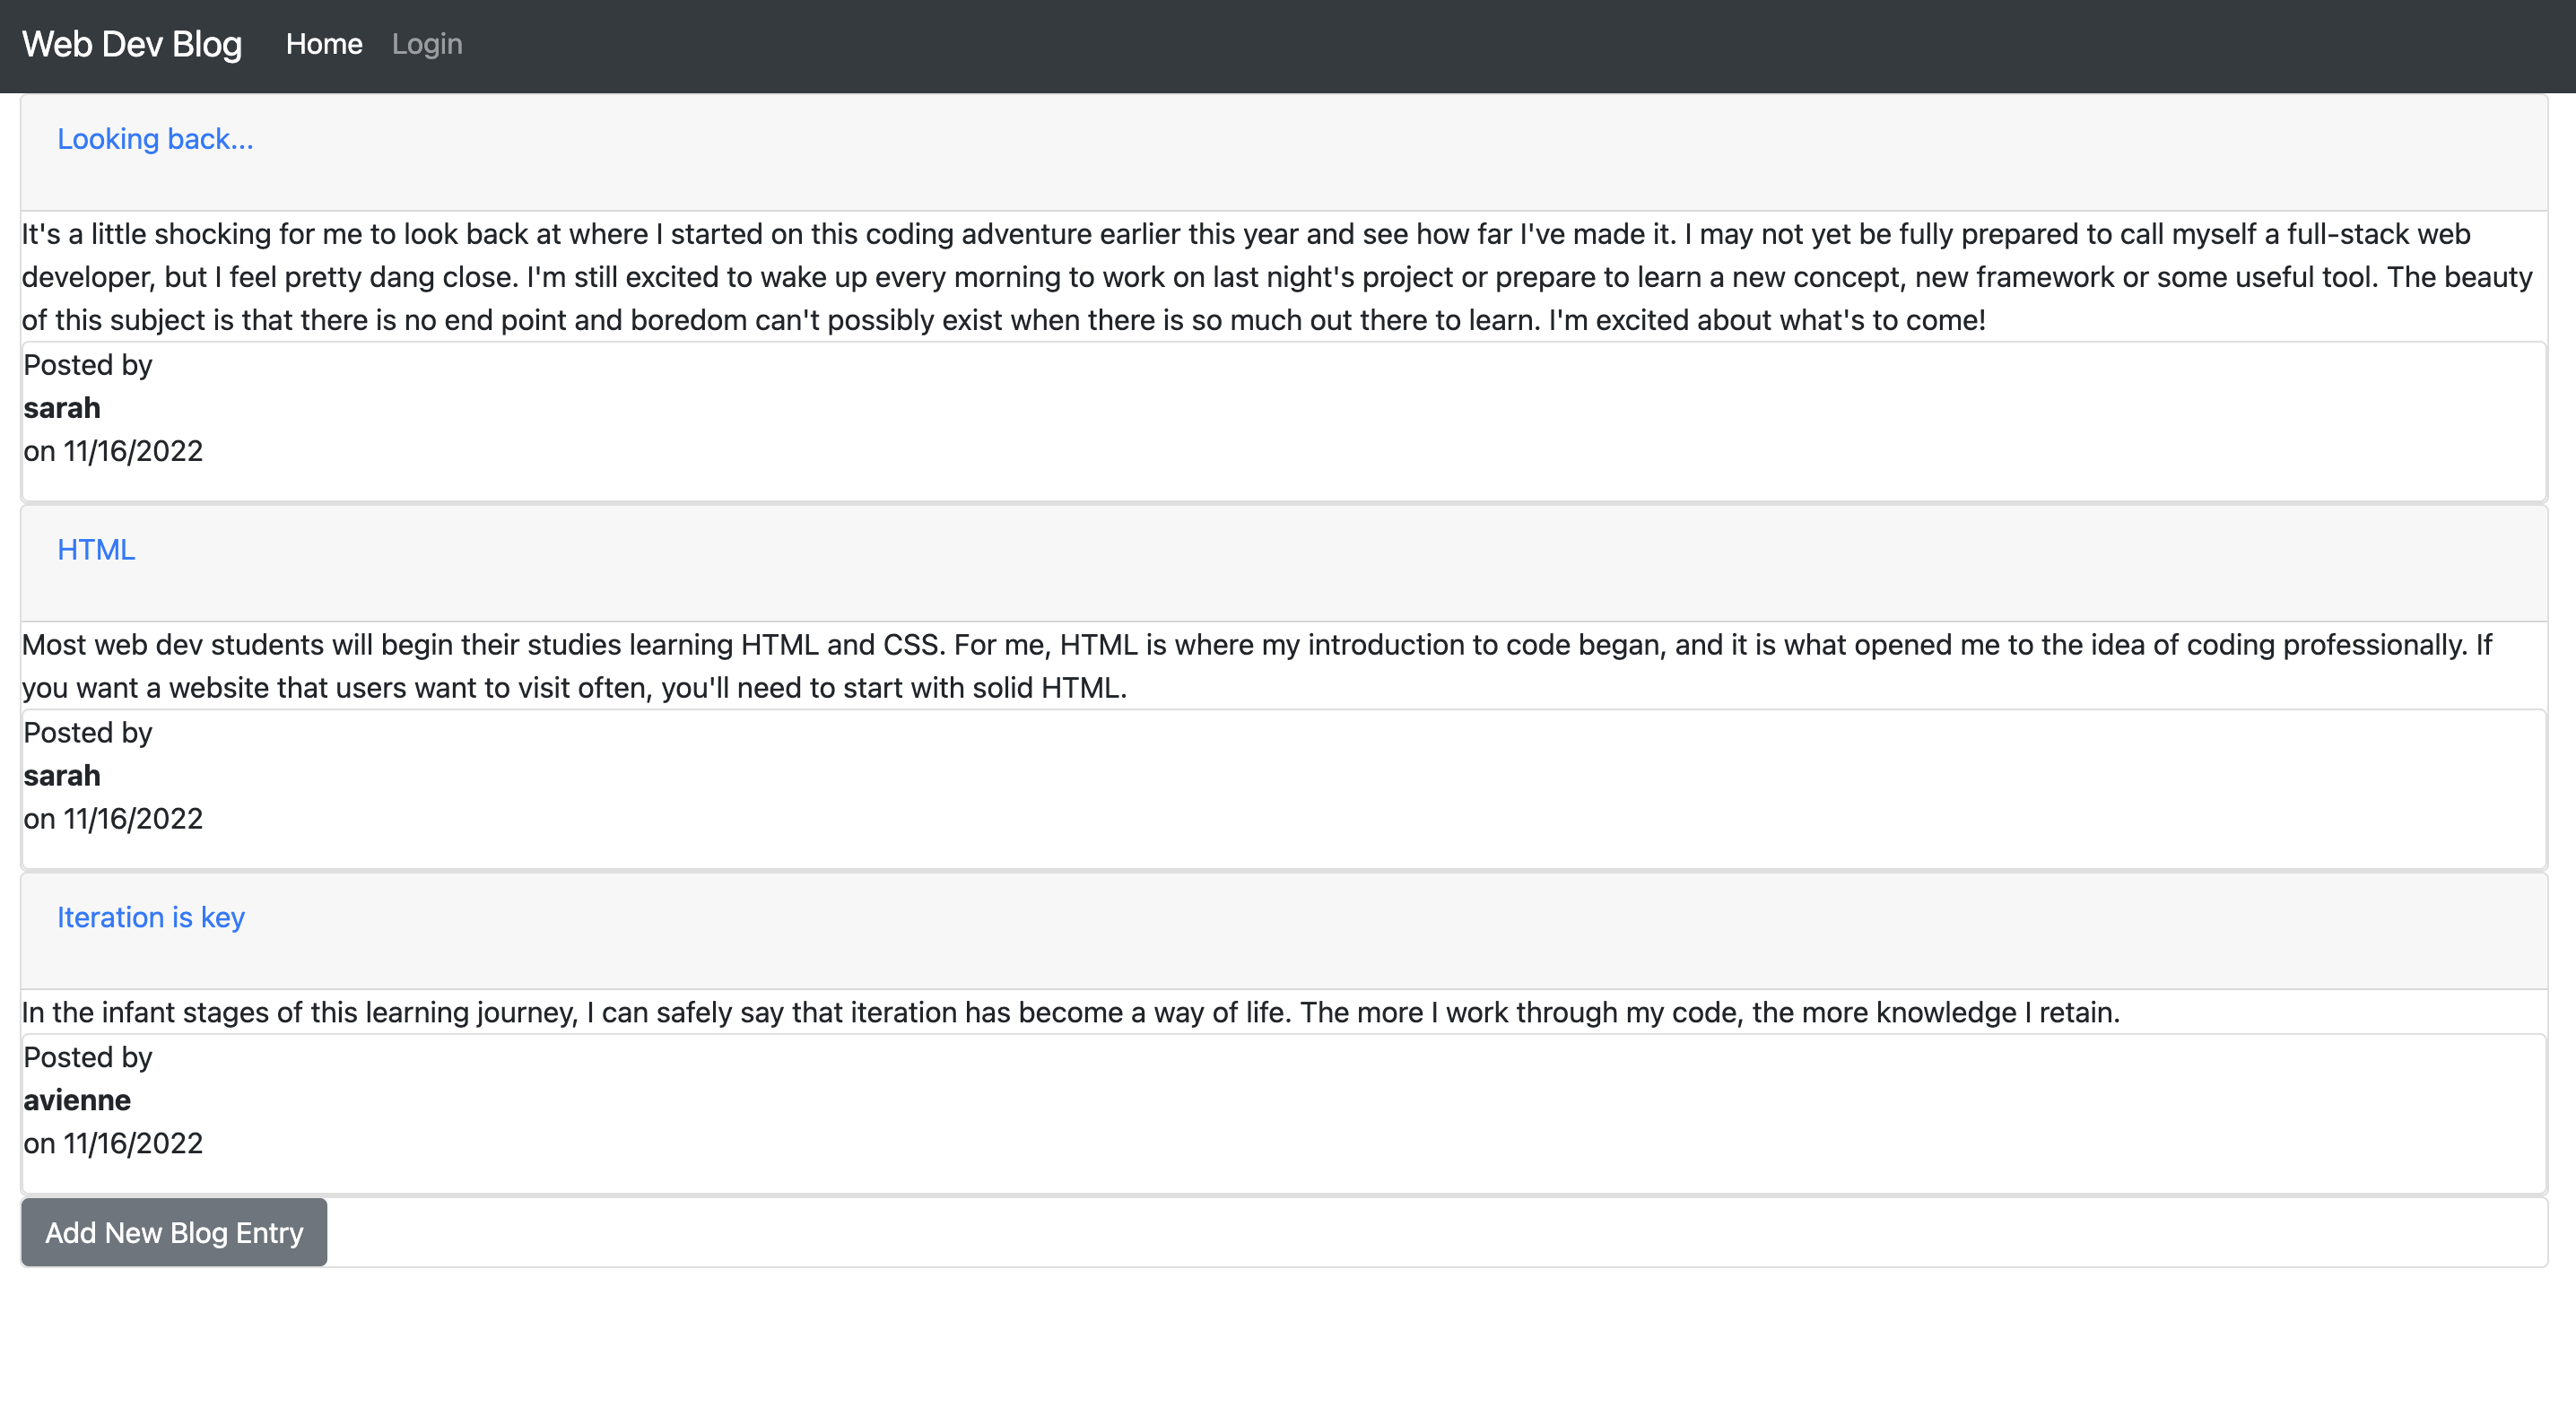 Web Dev Blog Home Login
Looking back...
It's a little shocking for me to look back at where I started on this coding adventure earlier this year and see how far I've made it. I may not yet be fully prepared to call myself a full-stack web
developer, but I feel pretty dang close. I'm still excited to wake up every morning to work on last night's project or prepare to learn a new concept, new framework or some useful tool. The beauty
of this subject is that there is no end point and boredom can't possibly exist when there is so much out there to learn. I'm excited about what's to come!
Posted by
sarah
on 11/16/2022
HTML
Most web dev students will begin their studies learning HTML and CSS. For me, HTML is where my introduction to code began, and it is what opened me to the idea of coding professionally. If
you want a website that users want to visit often, you'll need to start with solid HTML.
Posted by
sarah
on 11/16/2022
Iteration is key
In the infant stages of this learning journey, I can safely say that iteration has become a way of life. The more I work through my code, the more knowledge I retain.
Posted by
avienne
on 11/16/2022
Add New Blog Entry